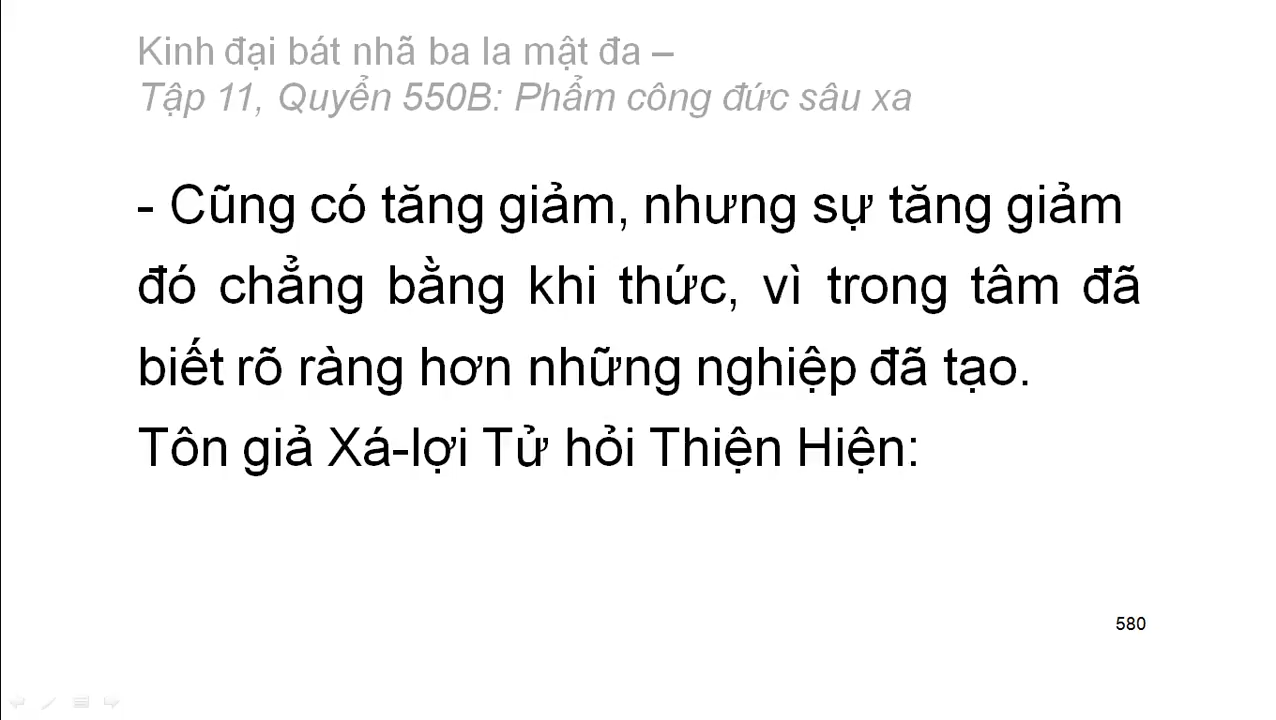 Kinh đại bát nhã ba la mật đa –
Tập 11, Quyển 550B: Phẩm công đức sâu xa
- Cũng có tăng giảm, nhưng sự tăng giảm
đó chẳng bằng khi thức, vì trong tâm đã
biết rõ ràng hơn những nghiệp đã tạo.
Tôn giả Xá-lợi Tử hỏi Thiện Hiện:
580